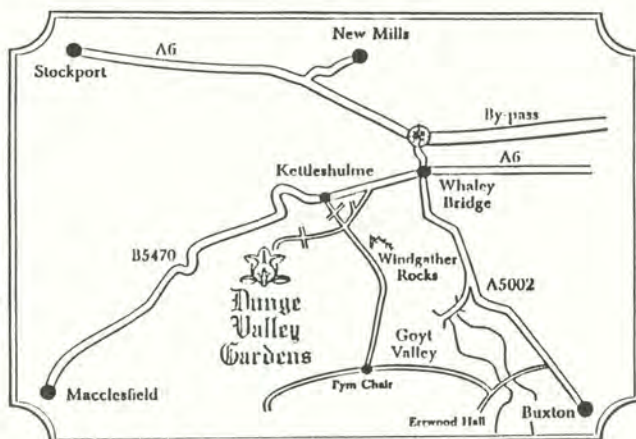 A6
New Mills
Stockport
By-pass
A6
Kettleshulme
Whaley
Bridge
B5470
Windgather
Rocks
A5002
Dunge
Valley
Gardens
Goyt
Valley
Pym Chair
Macclesfield
Errwood Hall
Buxton